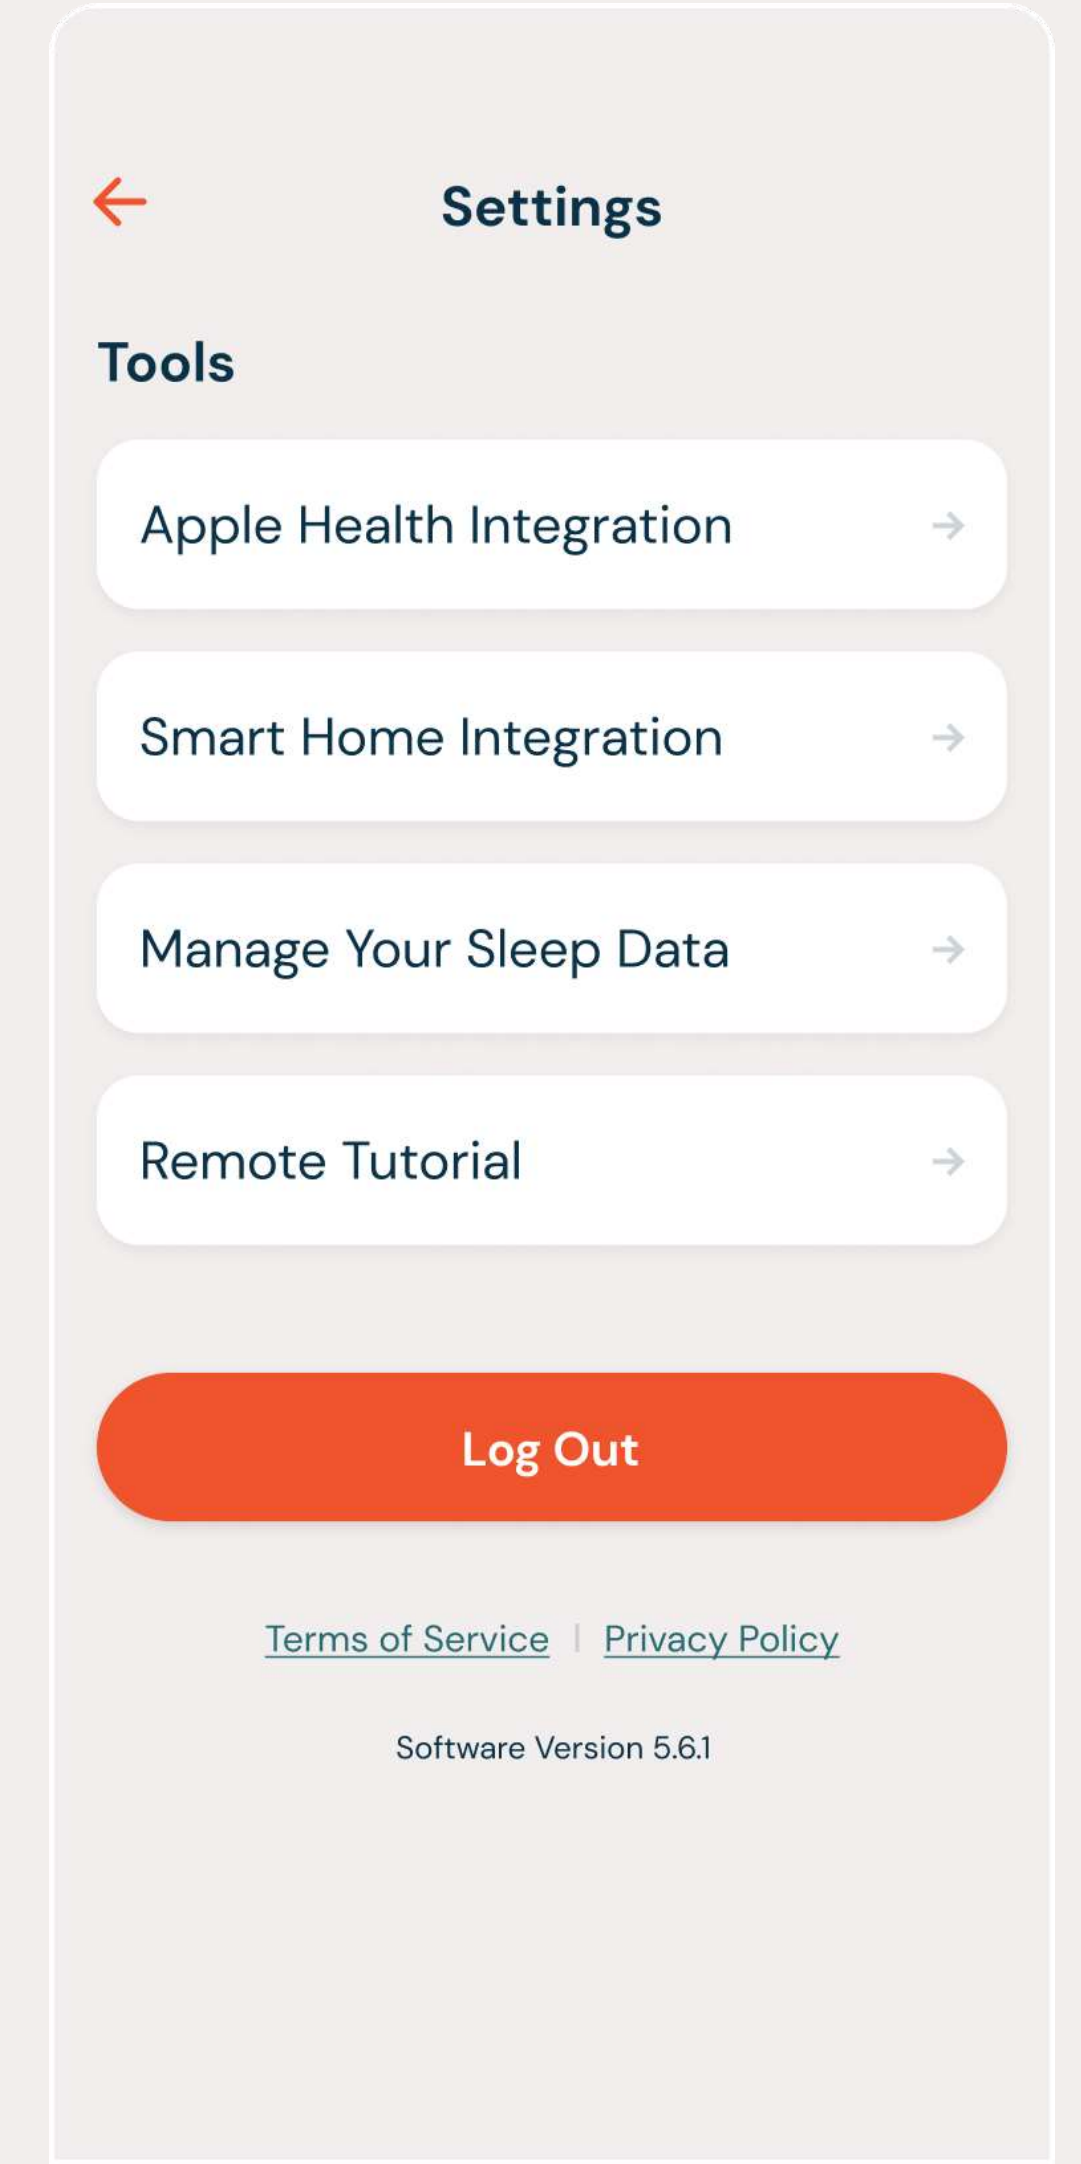 Settings
Tools
Apple Health Integration
Smart Home Integration
Manage Your Sleep Data
Remote Tutorial
Log Out
Terms of Service | Privacy Policy
Software Version 5.6.1